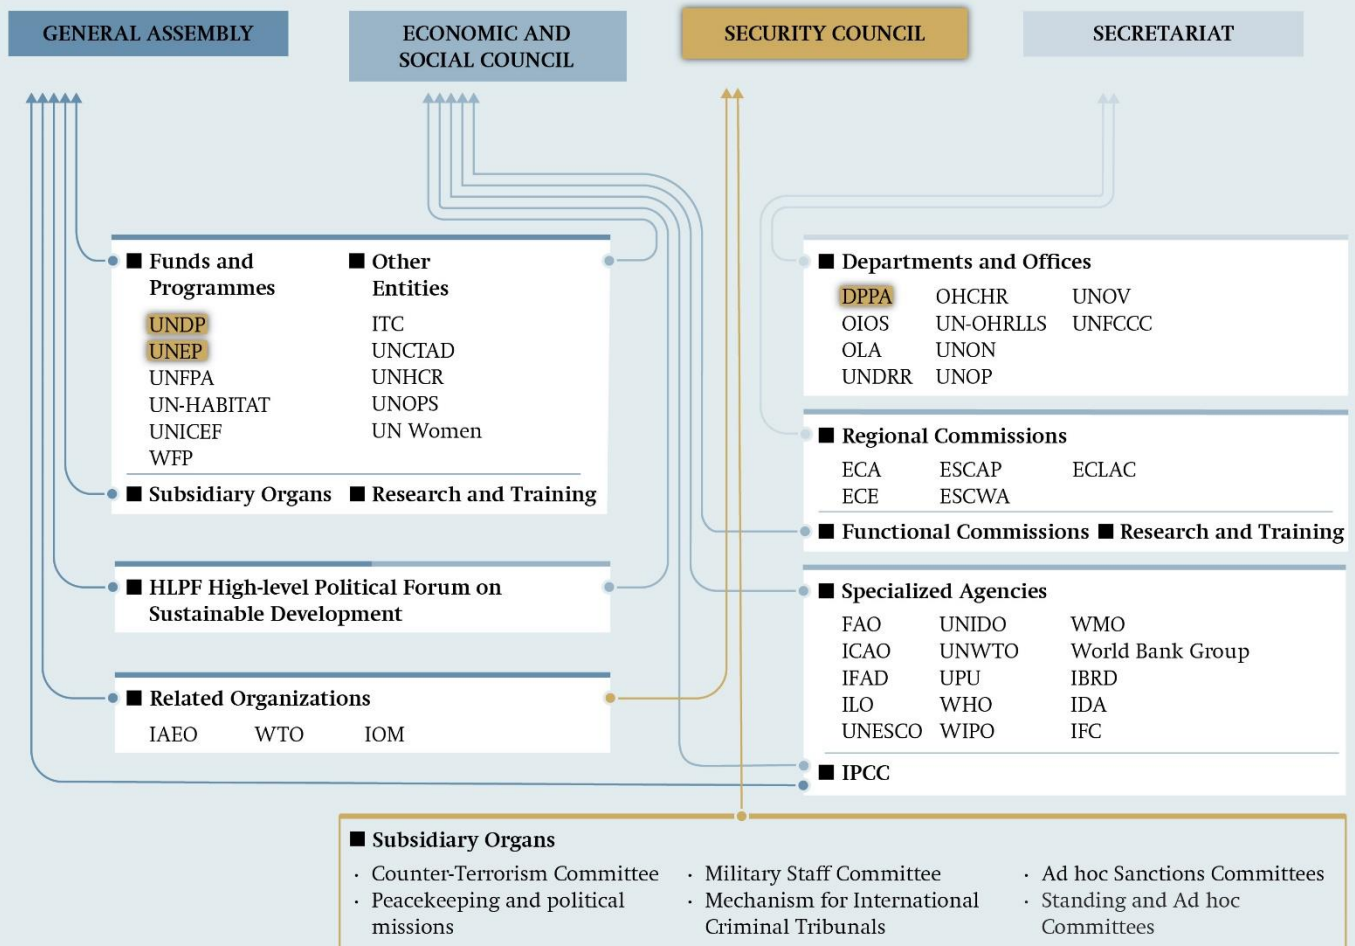 GENERAL ASSEMBLY
ECONOMIC AND
SOCIAL COUNCIL
SECURITY COUNCIL
SECRETARIAT
■ Funds and
Programmes
UNDP
UNEP
UNFPA
UN-HABITAT
UNICEF
WFP
■ Other
Entities
ITC
UNCTAD
UNHCR
UNOPS
UN Women
■ Subsidiary Organs ■ Research and Training
■ HLPF High-level Political Forum on
Sustainable Development
■ Related Organizations
IAEO WTO IOM
■ Departments and Offices
DPPA OHCHR UNOV
OIOS UN-OHRLLS UNFCCC
OLA UNON
UNDRR UNOP
■ Regional Commissions
ECA ESCAP ECLAC
ECE ESCWA
■ Functional Commissions ■ Research and Training
■ Specialized Agencies
FAO UNIDO WMO
ICAO UNWTO World Bank Group
IFAD UPU IBRD
ILO WHO IDA
UNESCO WIPO IFC
■ IPCC
■ Subsidiary Organs
· Counter-Terrorism Committee
· Peacekeeping and political
missions
· Military Staff Committee
· Mechanism for International
Criminal Tribunals
· Ad hoc Sanctions Committees
· Standing and Ad hoc
Committees